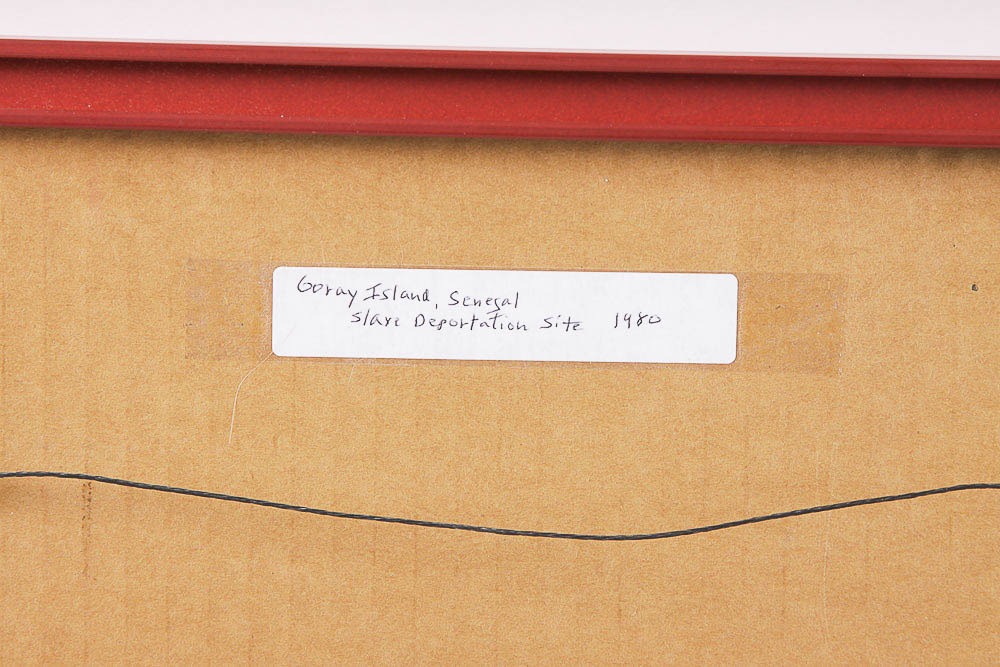 Goray Island, Senegal
Slave Deportation Site 1980